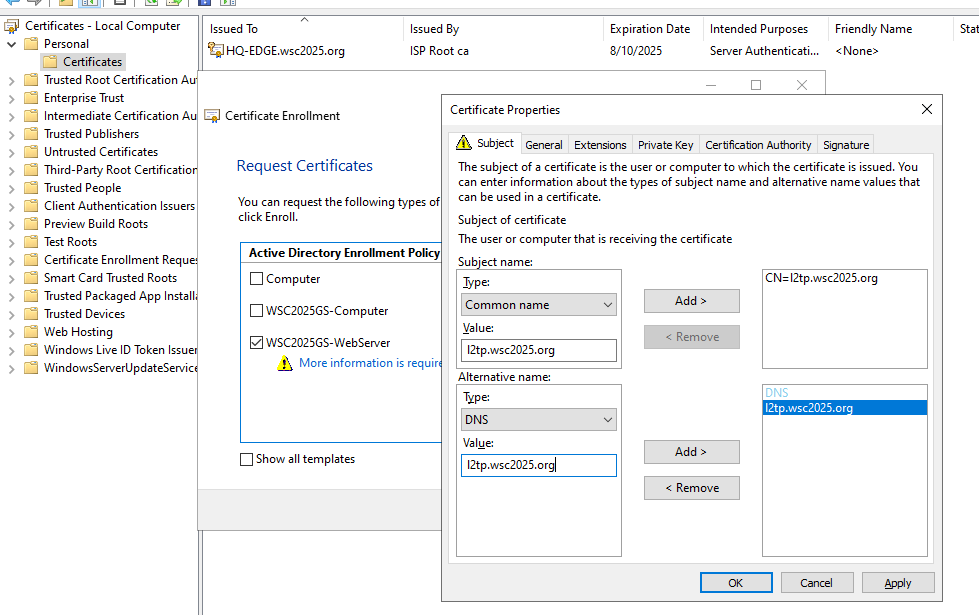 Certificates - Local Computer
Personal
Certificates
Trusted Root Certification Au
Enterprise Trust
Intermediate Certification Au
Trusted Publishers
Untrusted Certificates
Third-Party Root Certification
Trusted People
Client Authentication Issuers
Preview Build Roots
Test Roots
Certificate Enrollment Reques
Smart Card Trusted Roots
Trusted Packaged App Installa
Trusted Devices
Web Hosting
Windows Live ID Token Issuer
WindowsServerUpdateService
Issued To Issued By Expiration Date Intended Purposes Friendly Name Stat
HQ-EDGE.wsc2025.org ISP Root ca 8/10/2025 Server Authenticati... <None>
Certificate Enrollment
Request Certificates
You can request the following types of
click Enroll.
Active Directory Enrollment Policy
Computer
WSC2025GS-Computer
WSC2025GS-WebServer
More information is require
Show all templates
Certificate Properties
Subject General Extensions Private Key Certification Authority Signature
The subject of a certificate is the user or computer to which the certificate is issued. You
can enter information about the types of subject name and alternative name values that
can be used in a certificate.
Subject of certificate
The user or computer that is receiving the certificate
Subject name:
Type:
Common name
Value:
l2tp.wsc2025.org
Add >
< Remove
CN=l2tp.wsc2025.org
Alternative name:
Type:
DNS
Value:
l2tp.wsc2025.org
Add >
< Remove
DNS
l2tp.wsc2025.org
OK Cancel Apply